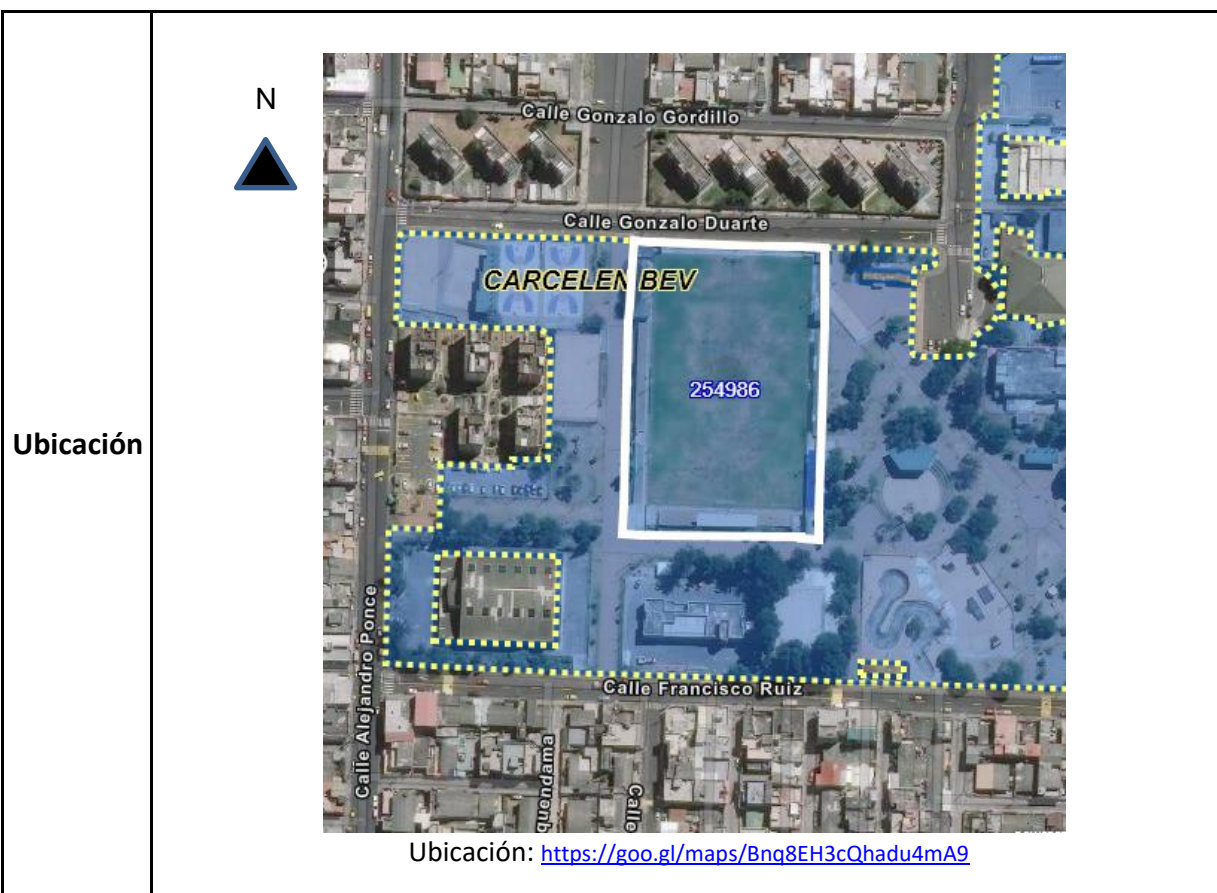 N
Calle Gonzalo Gordillo
Calle Gonzalo Duarte
CARCELEN BEV
254986
Ubicación
Calle Alejandro Ponce
Calle Francisco Ruiz
quendama
Calle
Ubicación: https://goo.gl/maps/Bnq8EH3cQhadu4mA9